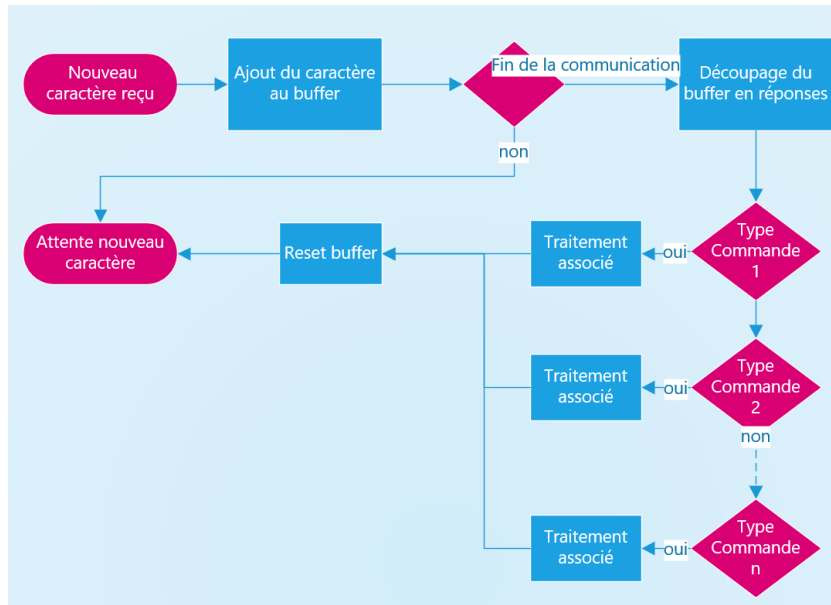 Nouveau
caractère reçu
Ajout du caractère
au buffer
Fin de la communication
Découpage du
buffer en réponses
non
Attente nouveau
caractère
Reset buffer
Traitement
associé
oui
Type
Commande
1
Traitement
associé
oui
Type
Commande
2
non
Traitement
associé
oui
Type
Commande
n